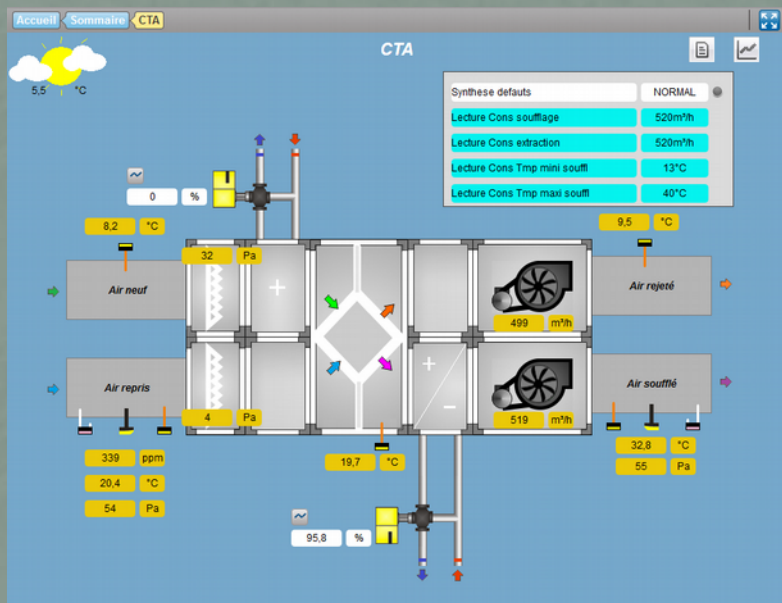 Accueil Sommaire CTA
CTA
5,5 °C
Synthese defauts NORMAL
Lecture Cons soufflage 520m³/h
Lecture Cons extraction 520m³/h
Lecture Cons Tmp mini souffl 13°C
Lecture Cons Tmp maxi souffl 40°C
0 %
8,2 °C
9,5 °C
32 Pa
Air neuf
Air rejeté
499 m³/h
Air repris
Air soufflé
4 Pa
519 m³/h
339 ppm
20,4 °C
54 Pa
19,7 °C
32,8 °C
55 Pa
95,8 %